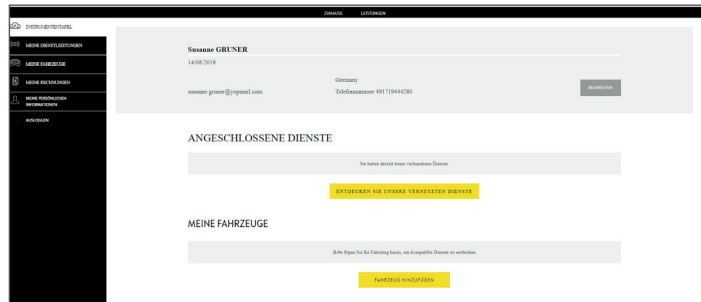 ZUHAUSE LEISTUNGEN
INSTRUMENTENTAFEL
MEINE DIENSTLEISTUNGEN
MEINE FAHRZEUGE
MEINE RECHNUNGEN
MEINE PERSÖNLICHEN
INFORMATIONEN
AUSLOGGEN
Susanne GRUNER
14/08/2019
Germany
susanne.gruner@yopmail.com Telefonnummer 491719444280
BEARBEITEN
ANGESCHLOSSENE DIENSTE
Sie haben derzeit keine verbundenen Dienste.
ENTDECKEN SIE UNSERE VERNETZTEN DIENSTE
MEINE FAHRZEUGE
Bitte fügen Sie Ihr Fahrzeug hinzu, um kompatible Dienste zu entdecken.
FAHRZEUG HINZUFÜGEN